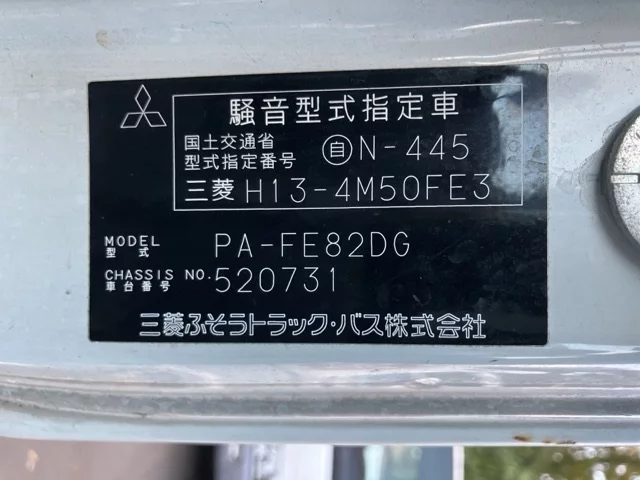 騒音型式指定車
国土交通省
型式指定番号 自N-445
三菱 H13-4M50FE3
MODEL
型式 PA-FE82DG
CHASSIS NO.
車台番号 520731
三菱ふそうトラック・バス株式会社